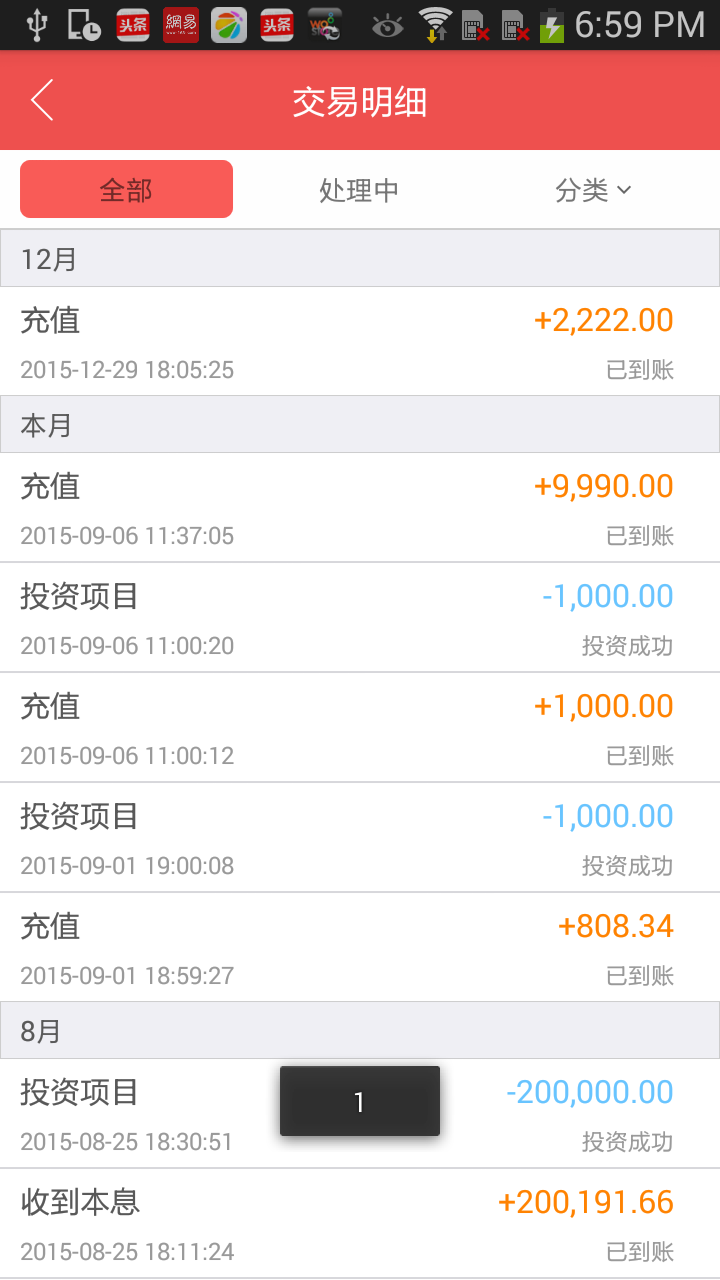 头条 網易 头条 6:59 PM
交易明细
全部 处理中 分类
12月
充值 +2,222.00
2015-12-29 18:05:25 已到账
本月
充值 +9,990.00
2015-09-06 11:37:05 已到账
投资项目 -1,000.00
2015-09-06 11:00:20 投资成功
充值 +1,000.00
2015-09-06 11:00:12 已到账
投资项目 -1,000.00
2015-09-01 19:00:08 投资成功
充值 +808.34
2015-09-01 18:59:27 已到账
8月
投资项目 1 -200,000.00
2015-08-25 18:30:51 投资成功
收到本息 +200,191.66
2015-08-25 18:11:24 已到账